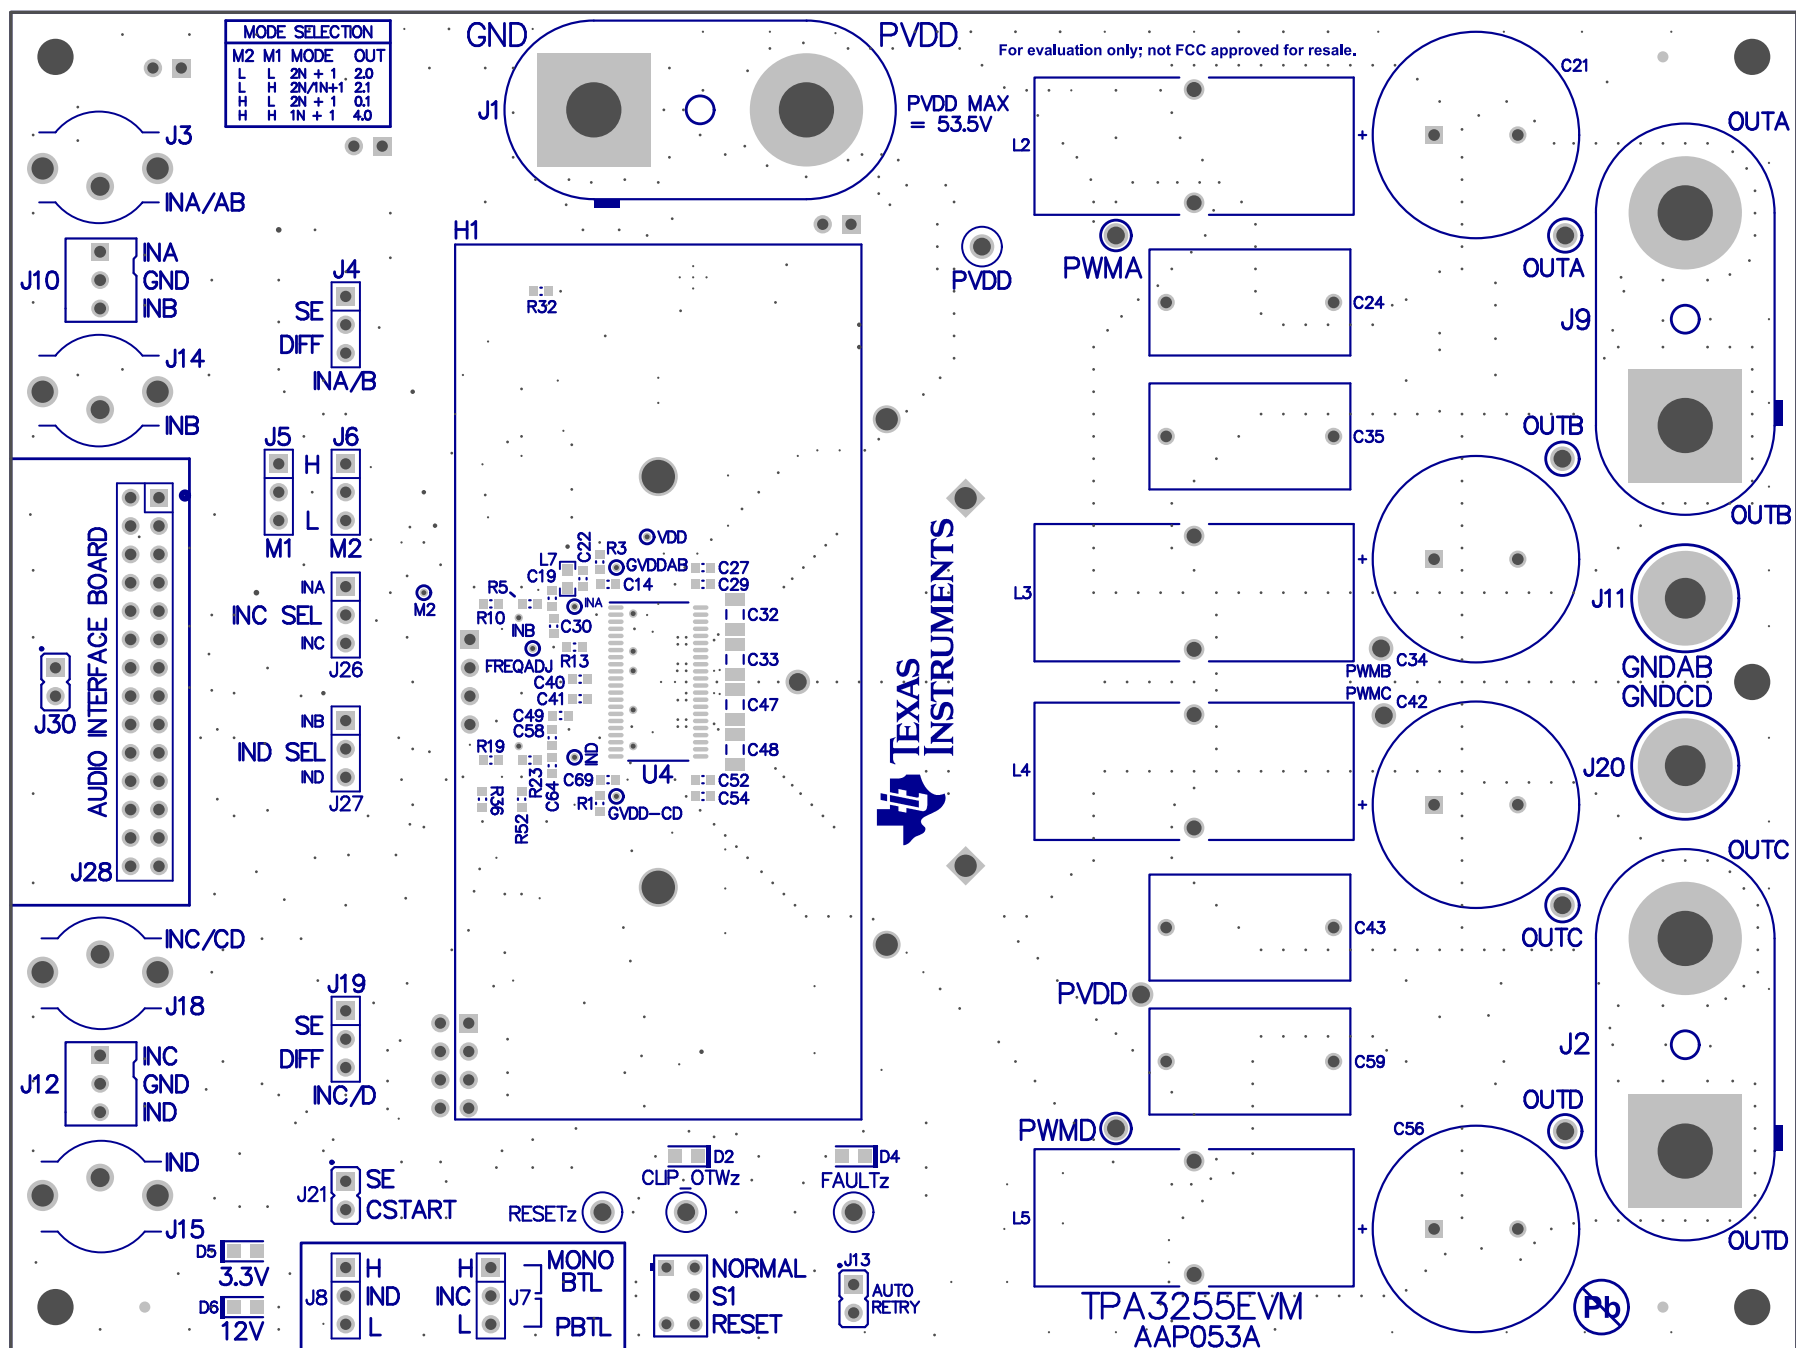 MODE SELECTION
M2 M1 MODE OUT
L L 2N + 1 2.0
L H 2N/1N+1 2.1
H L 2N + 1 0.1
H H 1N + 1 4.0
GND
PVDD
J1
PVDD MAX
= 53.5V
For evaluation only; not FCC approved for resale.
C21
L2
OUTA
J3
INA/AB
H1
INA
J10
GND
INB
J4
SE
DIFF
INA/B
R32
PVDD
PWMA
OUTA
C24
J9
J14
INB
C35
OUTB
OUTB
J5
J6
H
L
M1
M2
AUDIO INTERFACE BOARD
J30
J28
INA
INC SEL
INC
J26
INB
IND SEL
IND
J27
M2
VDD
R3
C22
L7
C19
GVDDAB
C14
C27
C29
R5
R10
INA
INB
C30
C32
FREQADJ
R13
C33
C40
C41
C47
C49
C58
R19
IND
C48
U4
R23
C64
C69
C52
C54
R36
R52
R1
GVDD-CD
TEXAS
INSTRUMENTS
L3
C34
PWMB
PWMC
C42
L4
J11
GNDAB
GNDCD
J20
OUTC
C43
OUTC
INC/CD
J18
J19
SE
DIFF
INC/D
PVDD
C59
J2
INC
J12
GND
IND
PWMD
C56
OUTD
IND
J15
J21
SE
CSTART
D2
CLIP_OTWz
D4
FAULTz
RESETz
L5
OUTD
D5
3.3V
D6
12V
H
J8
IND
L
H
INC
L
J7
MONO
BTL
PBTL
NORMAL
S1
RESET
J13
AUTO
RETRY
TPA3255EVM
AAP053A
Pb